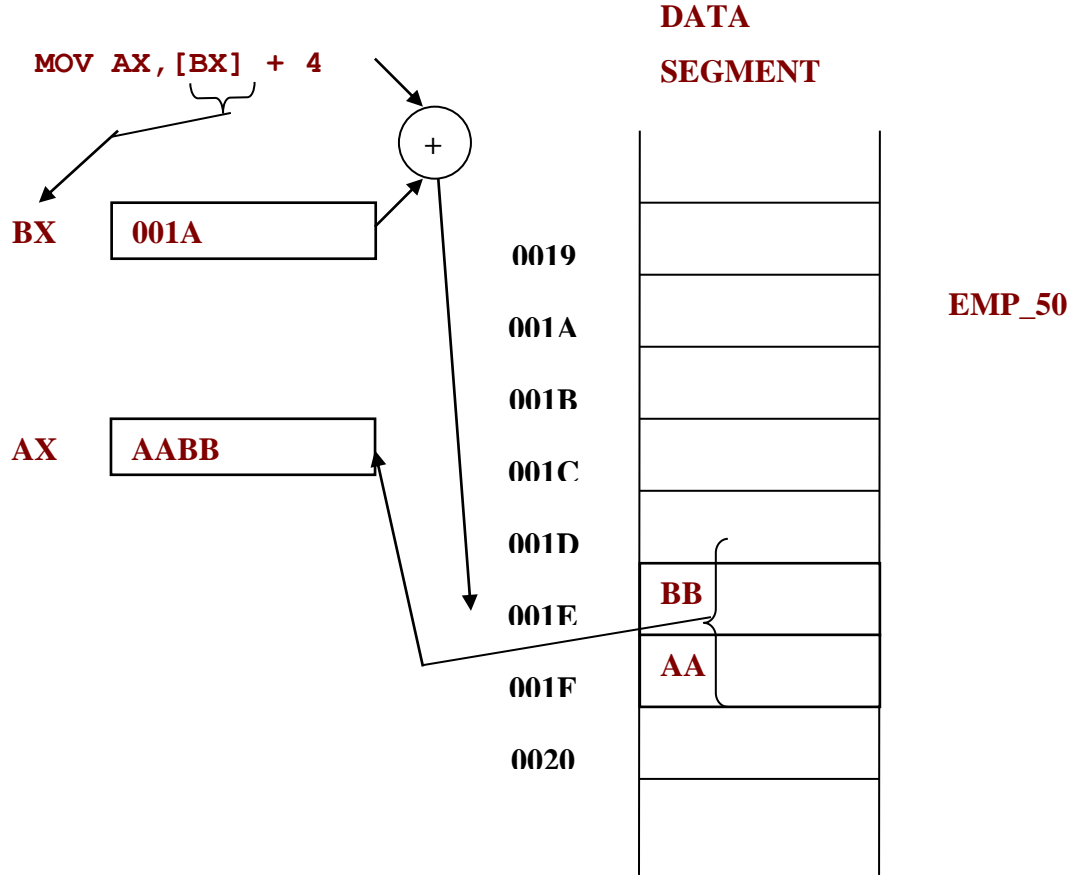 DATA
SEGMENT
MOV AX,[BX] + 4
+
BX 001A
0019
EMP_50
001A
001B
AX AABB
001C
001D
BB
001E
AA
001F
0020